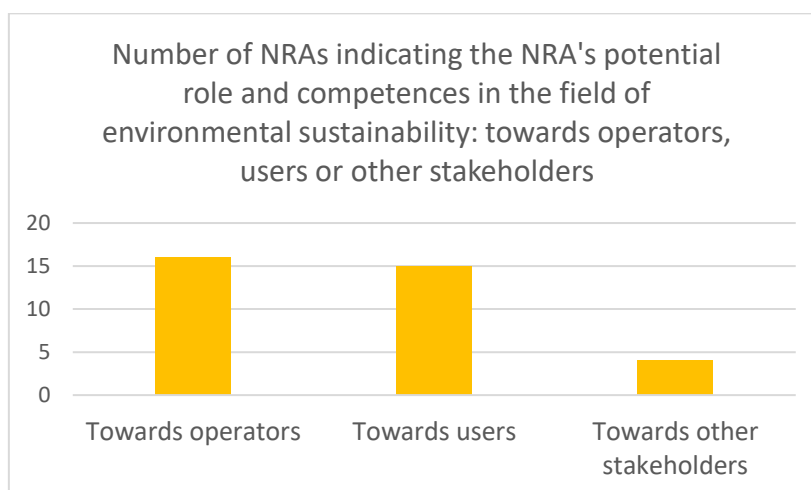 Number of NRAs indicating the NRA's potential
role and competences in the field of
environmental sustainability: towards operators,
users or other stakeholders
20
15
10
5
0
Towards operators
Towards users
Towards other
stakeholders